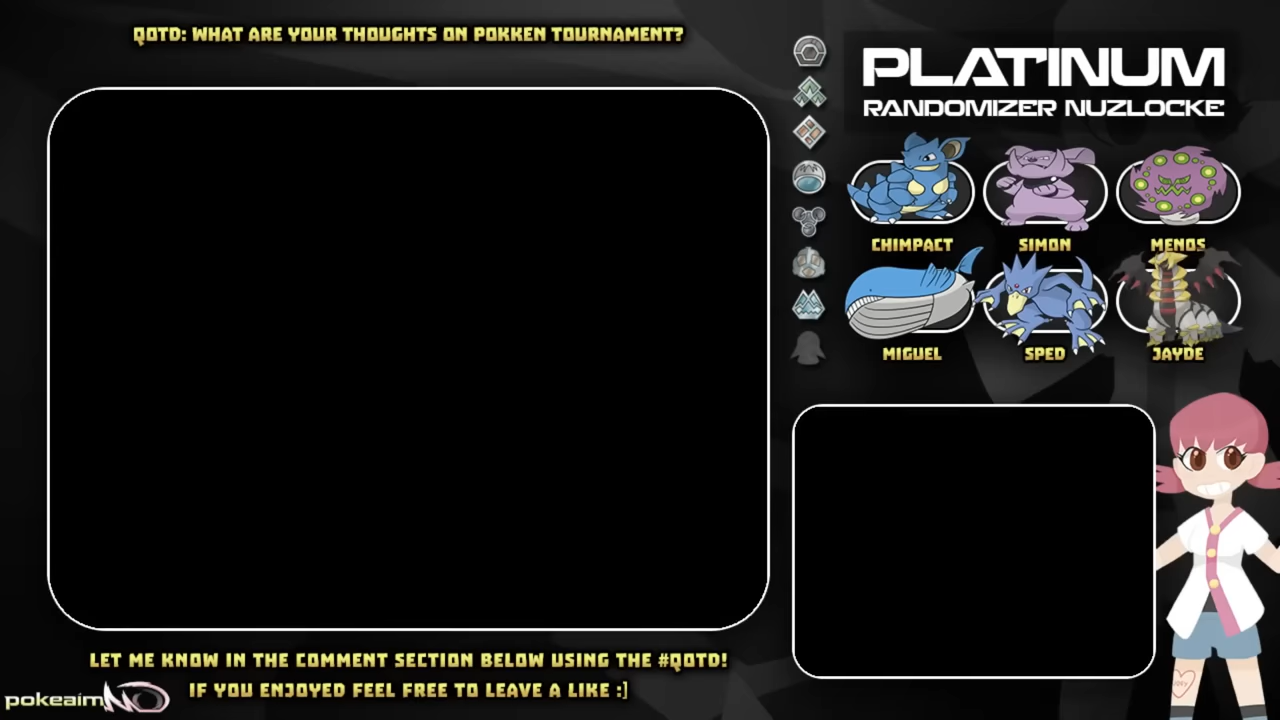 QOTD: WHAT ARE YOUR THOUGHTS ON POKKEN TOURNAMENT?
PLATINUM
RANDOMIZER NUZLOCKE
CHIMPACT
SIMON
MENOS
MIGUEL
SPED
JAYDE
LET ME KNOW IN THE COMMENT SECTION BELOW USING THE #QOTD!
IF YOU ENJOYED FEEL FREE TO LEAVE A LIKE :]
pokeaimNO